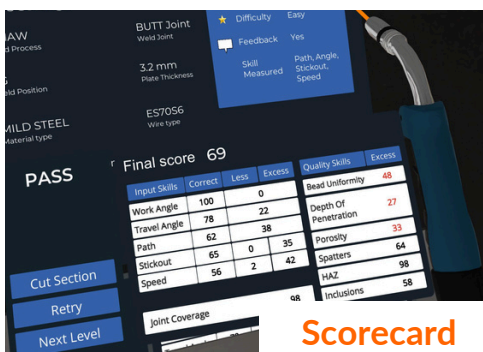 AW
d Process
BUTT Joint
Weld Joint
Difficulty Easy
Feedback Yes
Skill Measured Path, Angle, Stickout, Speed
G
eld Position
3.2 mm
Plate Thickness
MILD STEEL
Material type
ES70S6
Wire type
PASS
Final score 69
Input Skills Correct Less Excess
Work Angle 100 0
Travel Angle 78 22
Path 62 38
Stickout 65 0 35
Speed 56 2 42
Quality Skills Excess
Bead Uniformity 48
Depth Of Penetration 27
Porosity 33
Spatters 64
HAZ 98
Inclusions 58
Joint Coverage 98
Cut Section
Retry
Next Level
Scorecard